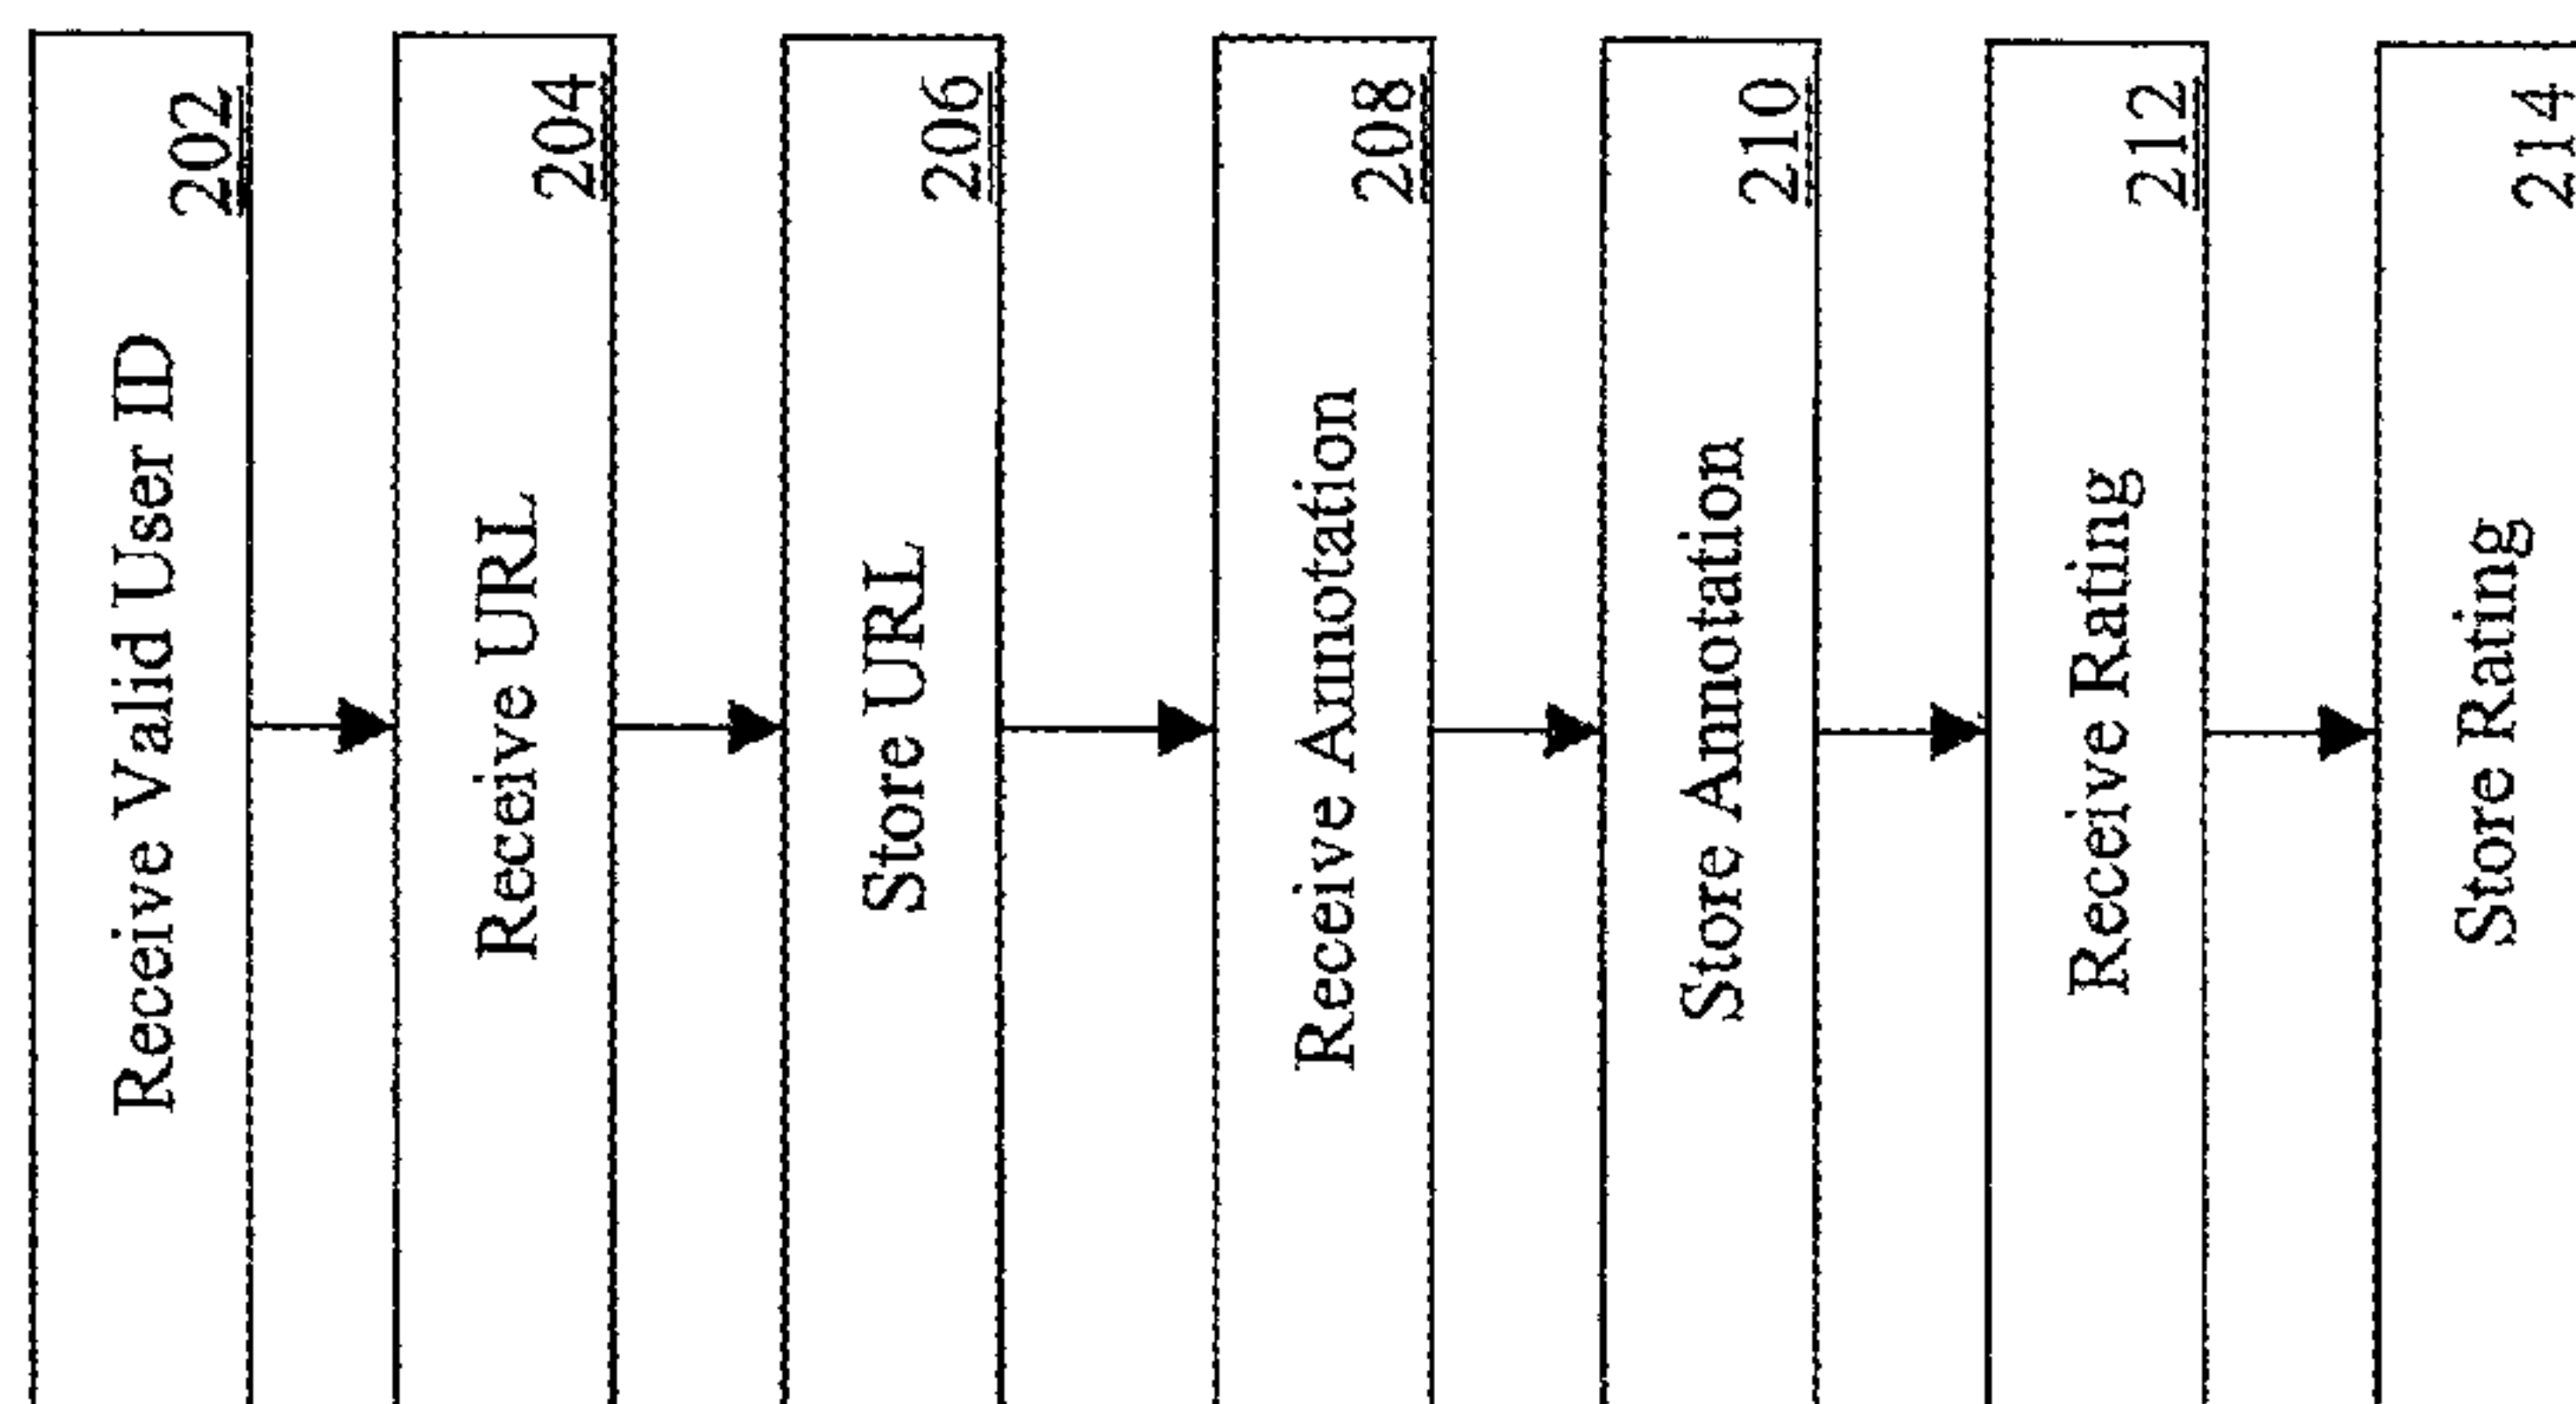 Receive Valid User ID
202
Receive URL
204
Store URL
206
Receive Annotation
208
Store Annotation
210
Receive Rating
212
Store Rating
214